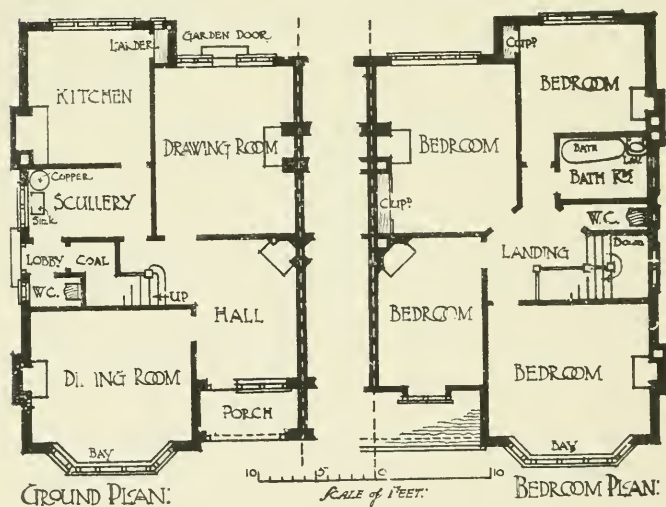 LARDER
GARDEN DOOR
KITCHEN
DRAWING ROOM
COPPER
SCULLERY
SINK
LOBBY
COAL
W.C.
UP
HALL
DINING ROOM
PORCH
BAY
GROUND PLAN:
CUPD.
BEDROOM
BEDROOM
BATH
LAV.
BATH RM.
CUPD.
W.C.
LANDING
DOWN
BEDROOM
BEDROOM
BAY
BEDROOM PLAN:
10 5 0 10
SCALE of FEET: